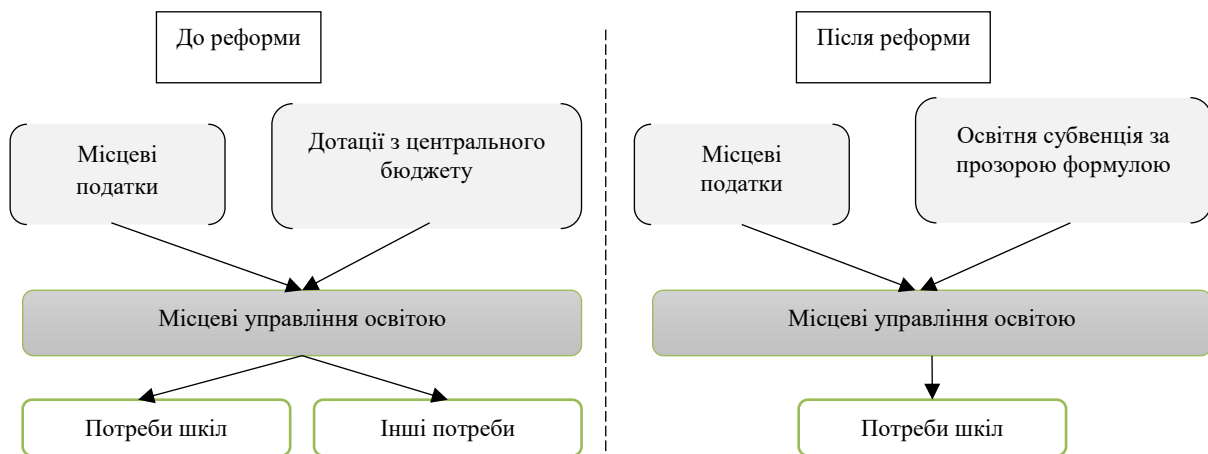 До реформи
Місцеві
податки
Дотації з центрального
бюджету
Місцеві управління освітою
Потреби шкіл
Інші потреби
Після реформи
Місцеві
податки
Освітня субвенція за
прозорою формулою
Місцеві управління освітою
Потреби шкіл